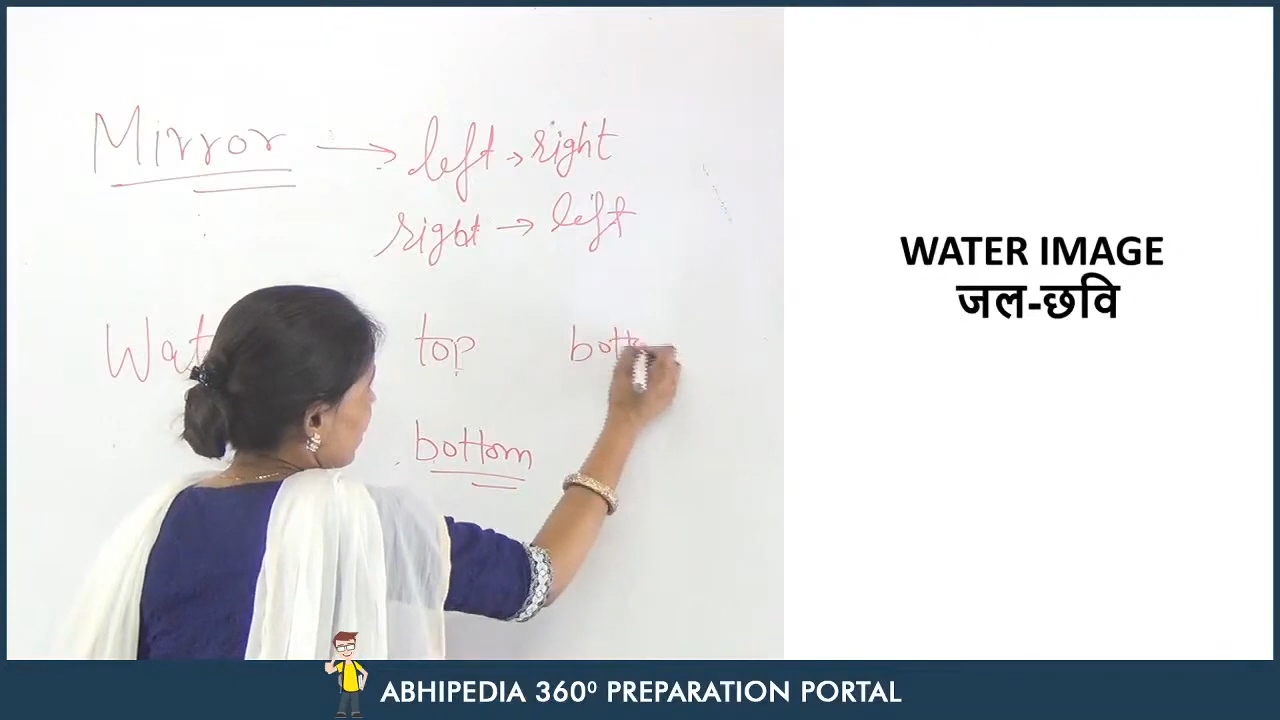 Mirror → left → right
right → left
top
bottom
WATER IMAGE
जल-छवि
ABHIPEDIA 360⁰ PREPARATION PORTAL